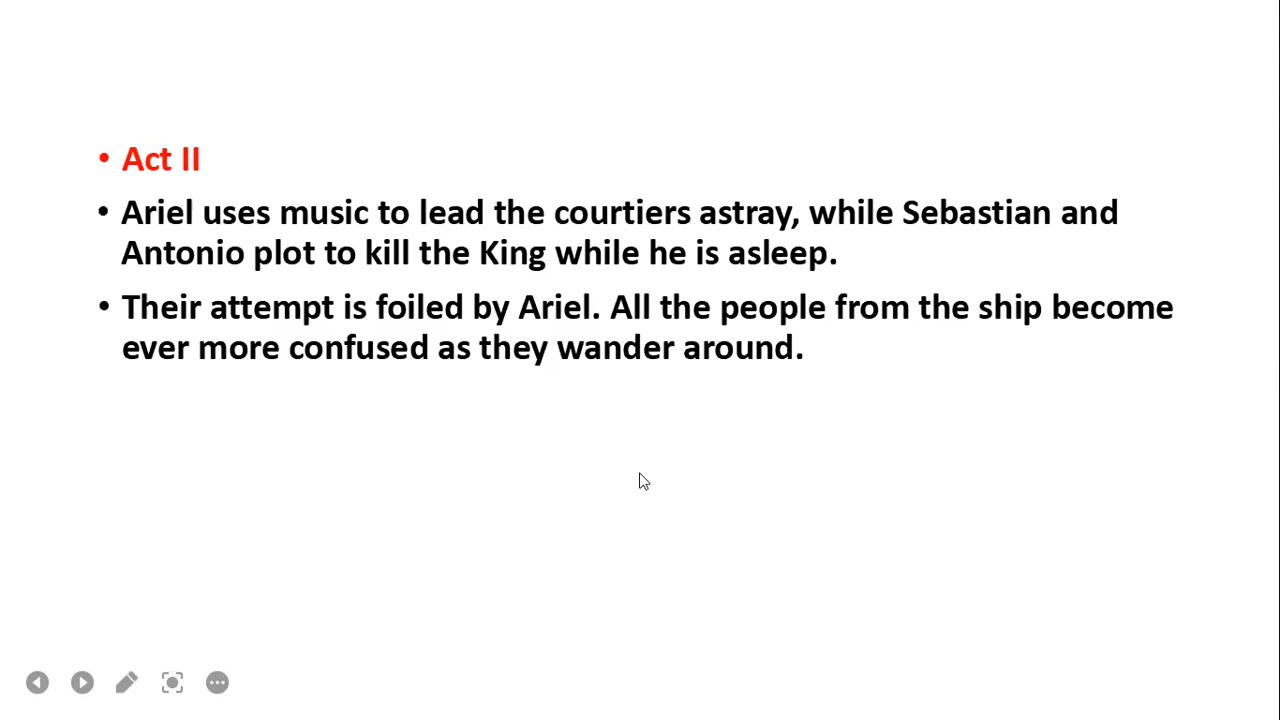 • Act II
• Ariel uses music to lead the courtiers astray, while Sebastian and
Antonio plot to kill the King while he is asleep.
• Their attempt is foiled by Ariel. All the people from the ship become
ever more confused as they wander around.